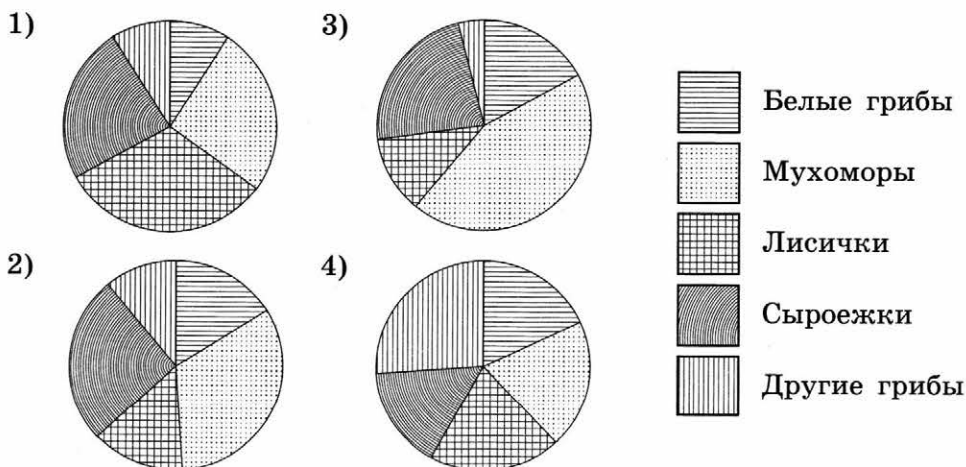 1)
3)
2)
4)
Белые грибы
Мухоморы
Лисички
Сыроежки
Другие грибы